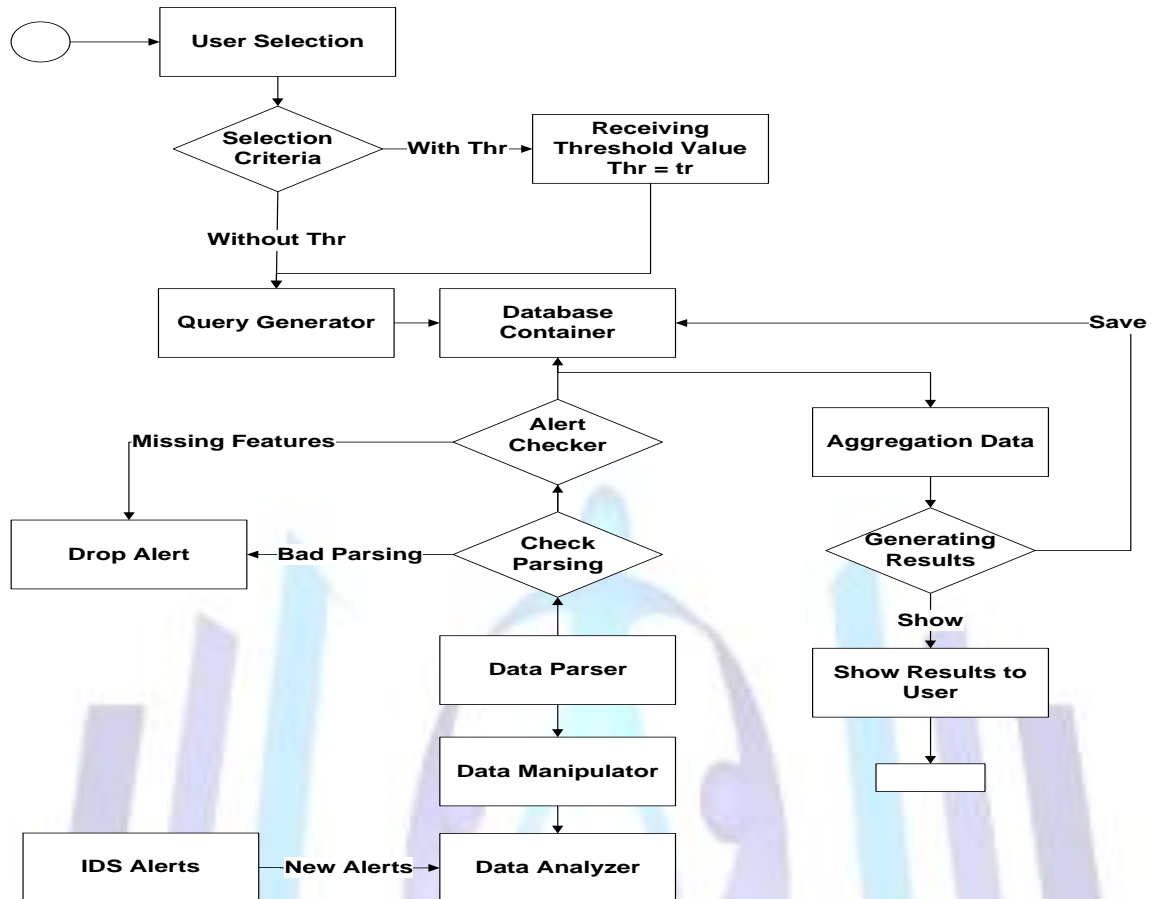 User Selection
Selection
Criteria
With Thr
Receiving
Threshold Value
Thr = tr
Without Thr
Query Generator
Database
Container
Save
Missing Features
Alert
Checker
Aggregation Data
Drop Alert
Bad Parsing
Check
Parsing
Generating
Results
Show
Data Parser
Show Results to
User
Data Manipulator
IDS Alerts
New Alerts
Data Analyzer